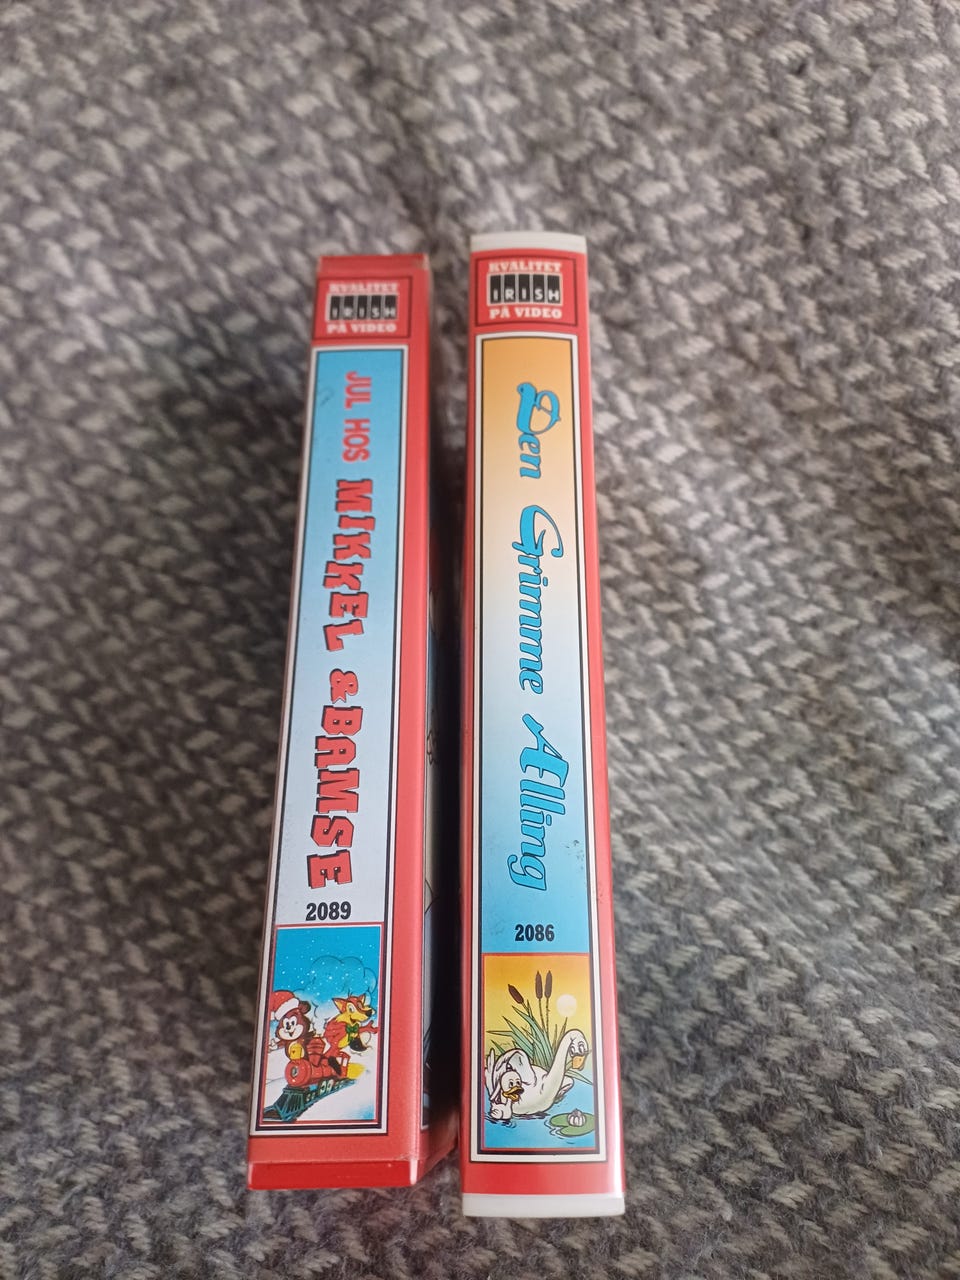 KVALITET
IRISH
PÅ VIDEO
JUL HOS MIKKEL & BAMSE
2089
KVALITET
IRISH
PÅ VIDEO
Den Grimme Ælling
2086